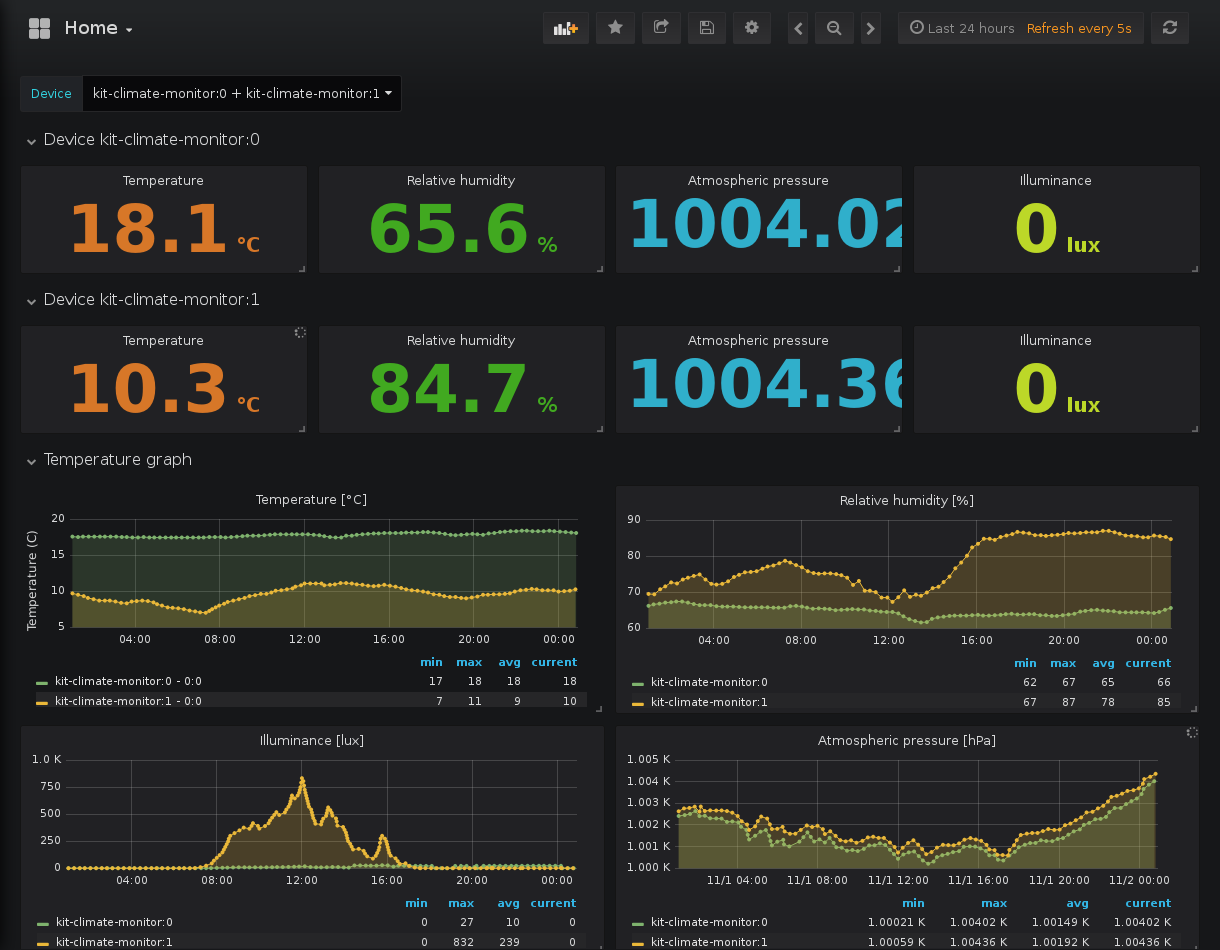 Home
Last 24 hours Refresh every 5s
Device kit-climate-monitor:0 + kit-climate-monitor:1
Device kit-climate-monitor:0
Temperature Relative humidity Atmospheric pressure Illuminance
18.1 °C 65.6 % 1004.02 0 lux
Device kit-climate-monitor:1
Temperature Relative humidity Atmospheric pressure Illuminance
10.3 °C 84.7 % 1004.36 0 lux
Temperature graph
Temperature [°C]
Temperature (C)
20
15
10
5
04:00 08:00 12:00 16:00 20:00 00:00
min max avg current
kit-climate-monitor:0 - 0:0 17 18 18 18
kit-climate-monitor:1 - 0:0 7 11 9 10
Relative humidity [%]
90
80
70
60
04:00 08:00 12:00 16:00 20:00 00:00
min max avg current
kit-climate-monitor:0 62 67 65 66
kit-climate-monitor:1 67 87 78 85
Illuminance [lux]
1.0 K
750
500
250
0
04:00 08:00 12:00 16:00 20:00 00:00
min max avg current
kit-climate-monitor:0 0 27 10 0
kit-climate-monitor:1 0 832 239 0
Atmospheric pressure [hPa]
1.005 K
1.004 K
1.003 K
1.002 K
1.001 K
1.000 K
11/1 04:00 11/1 08:00 11/1 12:00 11/1 16:00 11/1 20:00 11/2 00:00
min max avg current
kit-climate-monitor:0 1.00021 K 1.00402 K 1.00149 K 1.00402 K
kit-climate-monitor:1 1.00059 K 1.00436 K 1.00192 K 1.00436 K